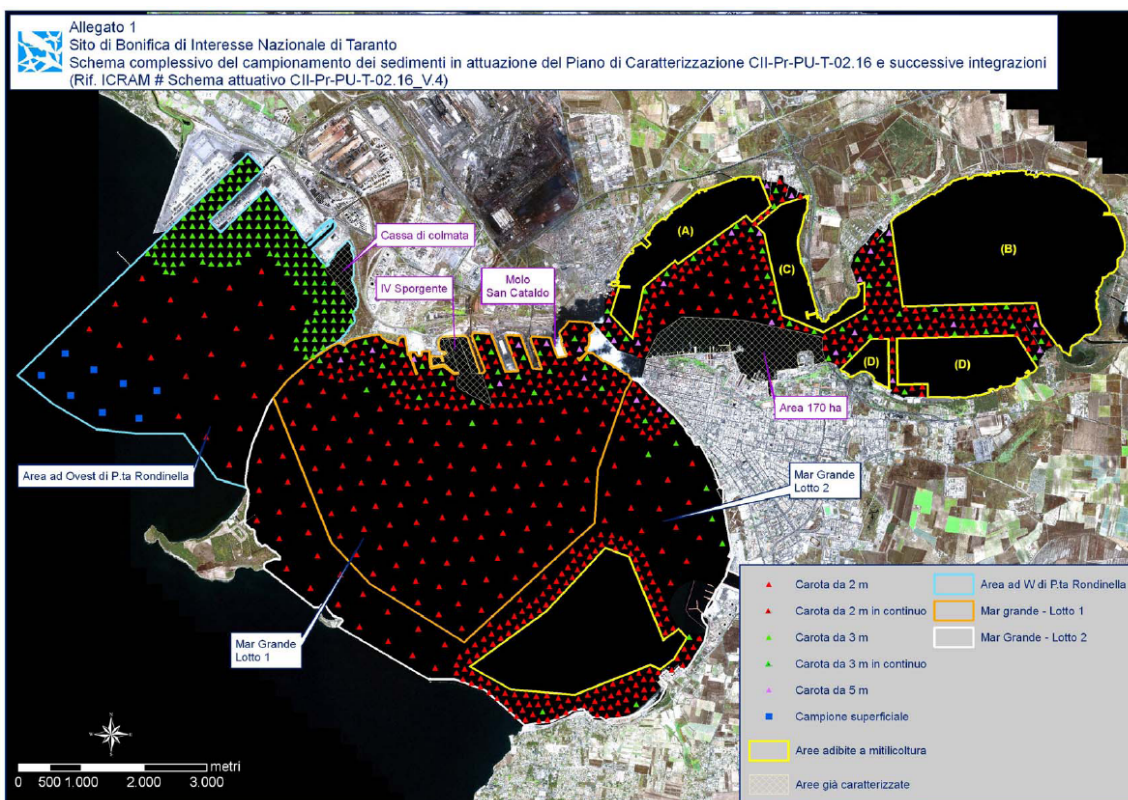 Allegato 1
Sito di Bonifica di Interesse Nazionale di Taranto
Schema complessivo del campionamento dei sedimenti in attuazione del Piano di Caratterizzazione CII-Pr-PU-T-02.16 e successive integrazioni
(Rif. ICRAM # Schema attuativo CII-Pr-PU-T-02.16_V.4)
(A)
(B)
(C)
Cassa di colmata
IV Sporgente
Molo
San Cataldo
(D)
(D)
Area 170 ha
Area ad Ovest di P.ta Rondinella
Mar Grande
Lotto 2
Mar Grande
Lotto 1
Carota da 2 m
Carota da 2 m in continuo
Carota da 3 m
Carota da 3 m in continuo
Carota da 5 m
Campione superficiale
Aree adibite a mitilicoltura
Aree già caratterizzate
Area ad W di P.ta Rondinella
Mar grande - Lotto 1
Mar Grande - Lotto 2
N
E
S
W
metri
0 500 1.000 2.000 3.000